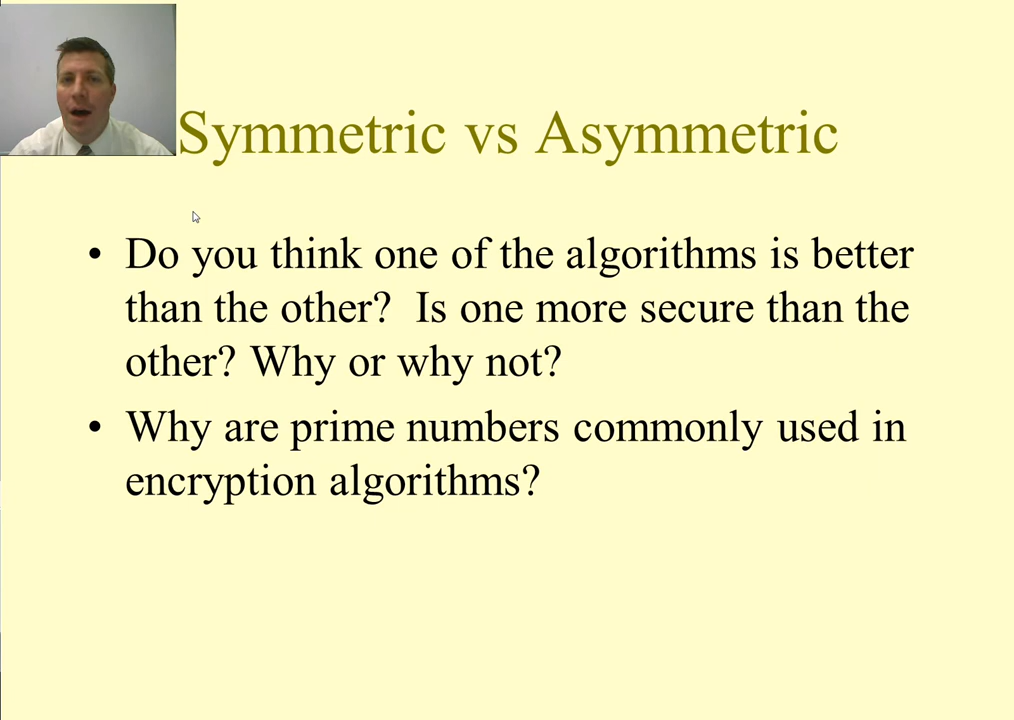 Symmetric vs Asymmetric
• Do you think one of the algorithms is better
than the other?  Is one more secure than the
other? Why or why not?
• Why are prime numbers commonly used in
encryption algorithms?